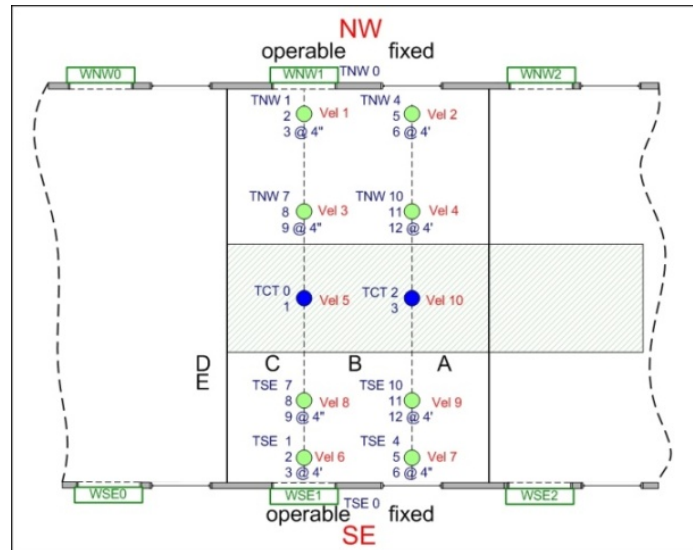 NW
operable fixed
WNW0 WNW1 TNW 0 WNW2
TNW 1 TNW 4
2 Vel 1 5 Vel 2
3 @ 4" 6 @ 4'
TNW 7 TNW 10
8 Vel 3 11 Vel 4
9 @ 4" 12 @ 4'
TCT 0 TCT 2
1 Vel 5 3 Vel 10
D C B A
E
TSE 7 TSE 10
8 Vel 8 11 Vel 9
9 @ 4" 12 @ 4'
TSE 1 TSE 4
2 Vel 6 5 Vel 7
3 @ 4' 6 @ 4"
WSE0 WSE1 TSE 0 WSE2
operable fixed
SE